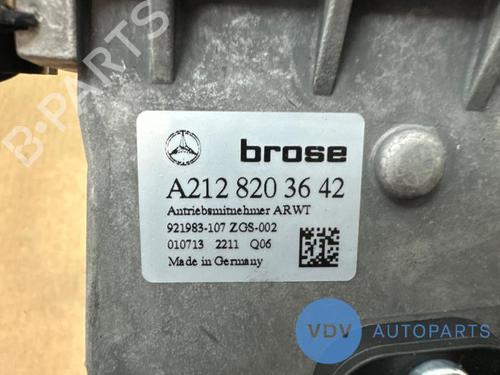 B-PARTS
brose
A212 820 36 42
Antriebsmitnehmer ARWT
921983-107 ZGS-002
010713 2211 Q06
Made in Germany
VDV AUTOPARTS